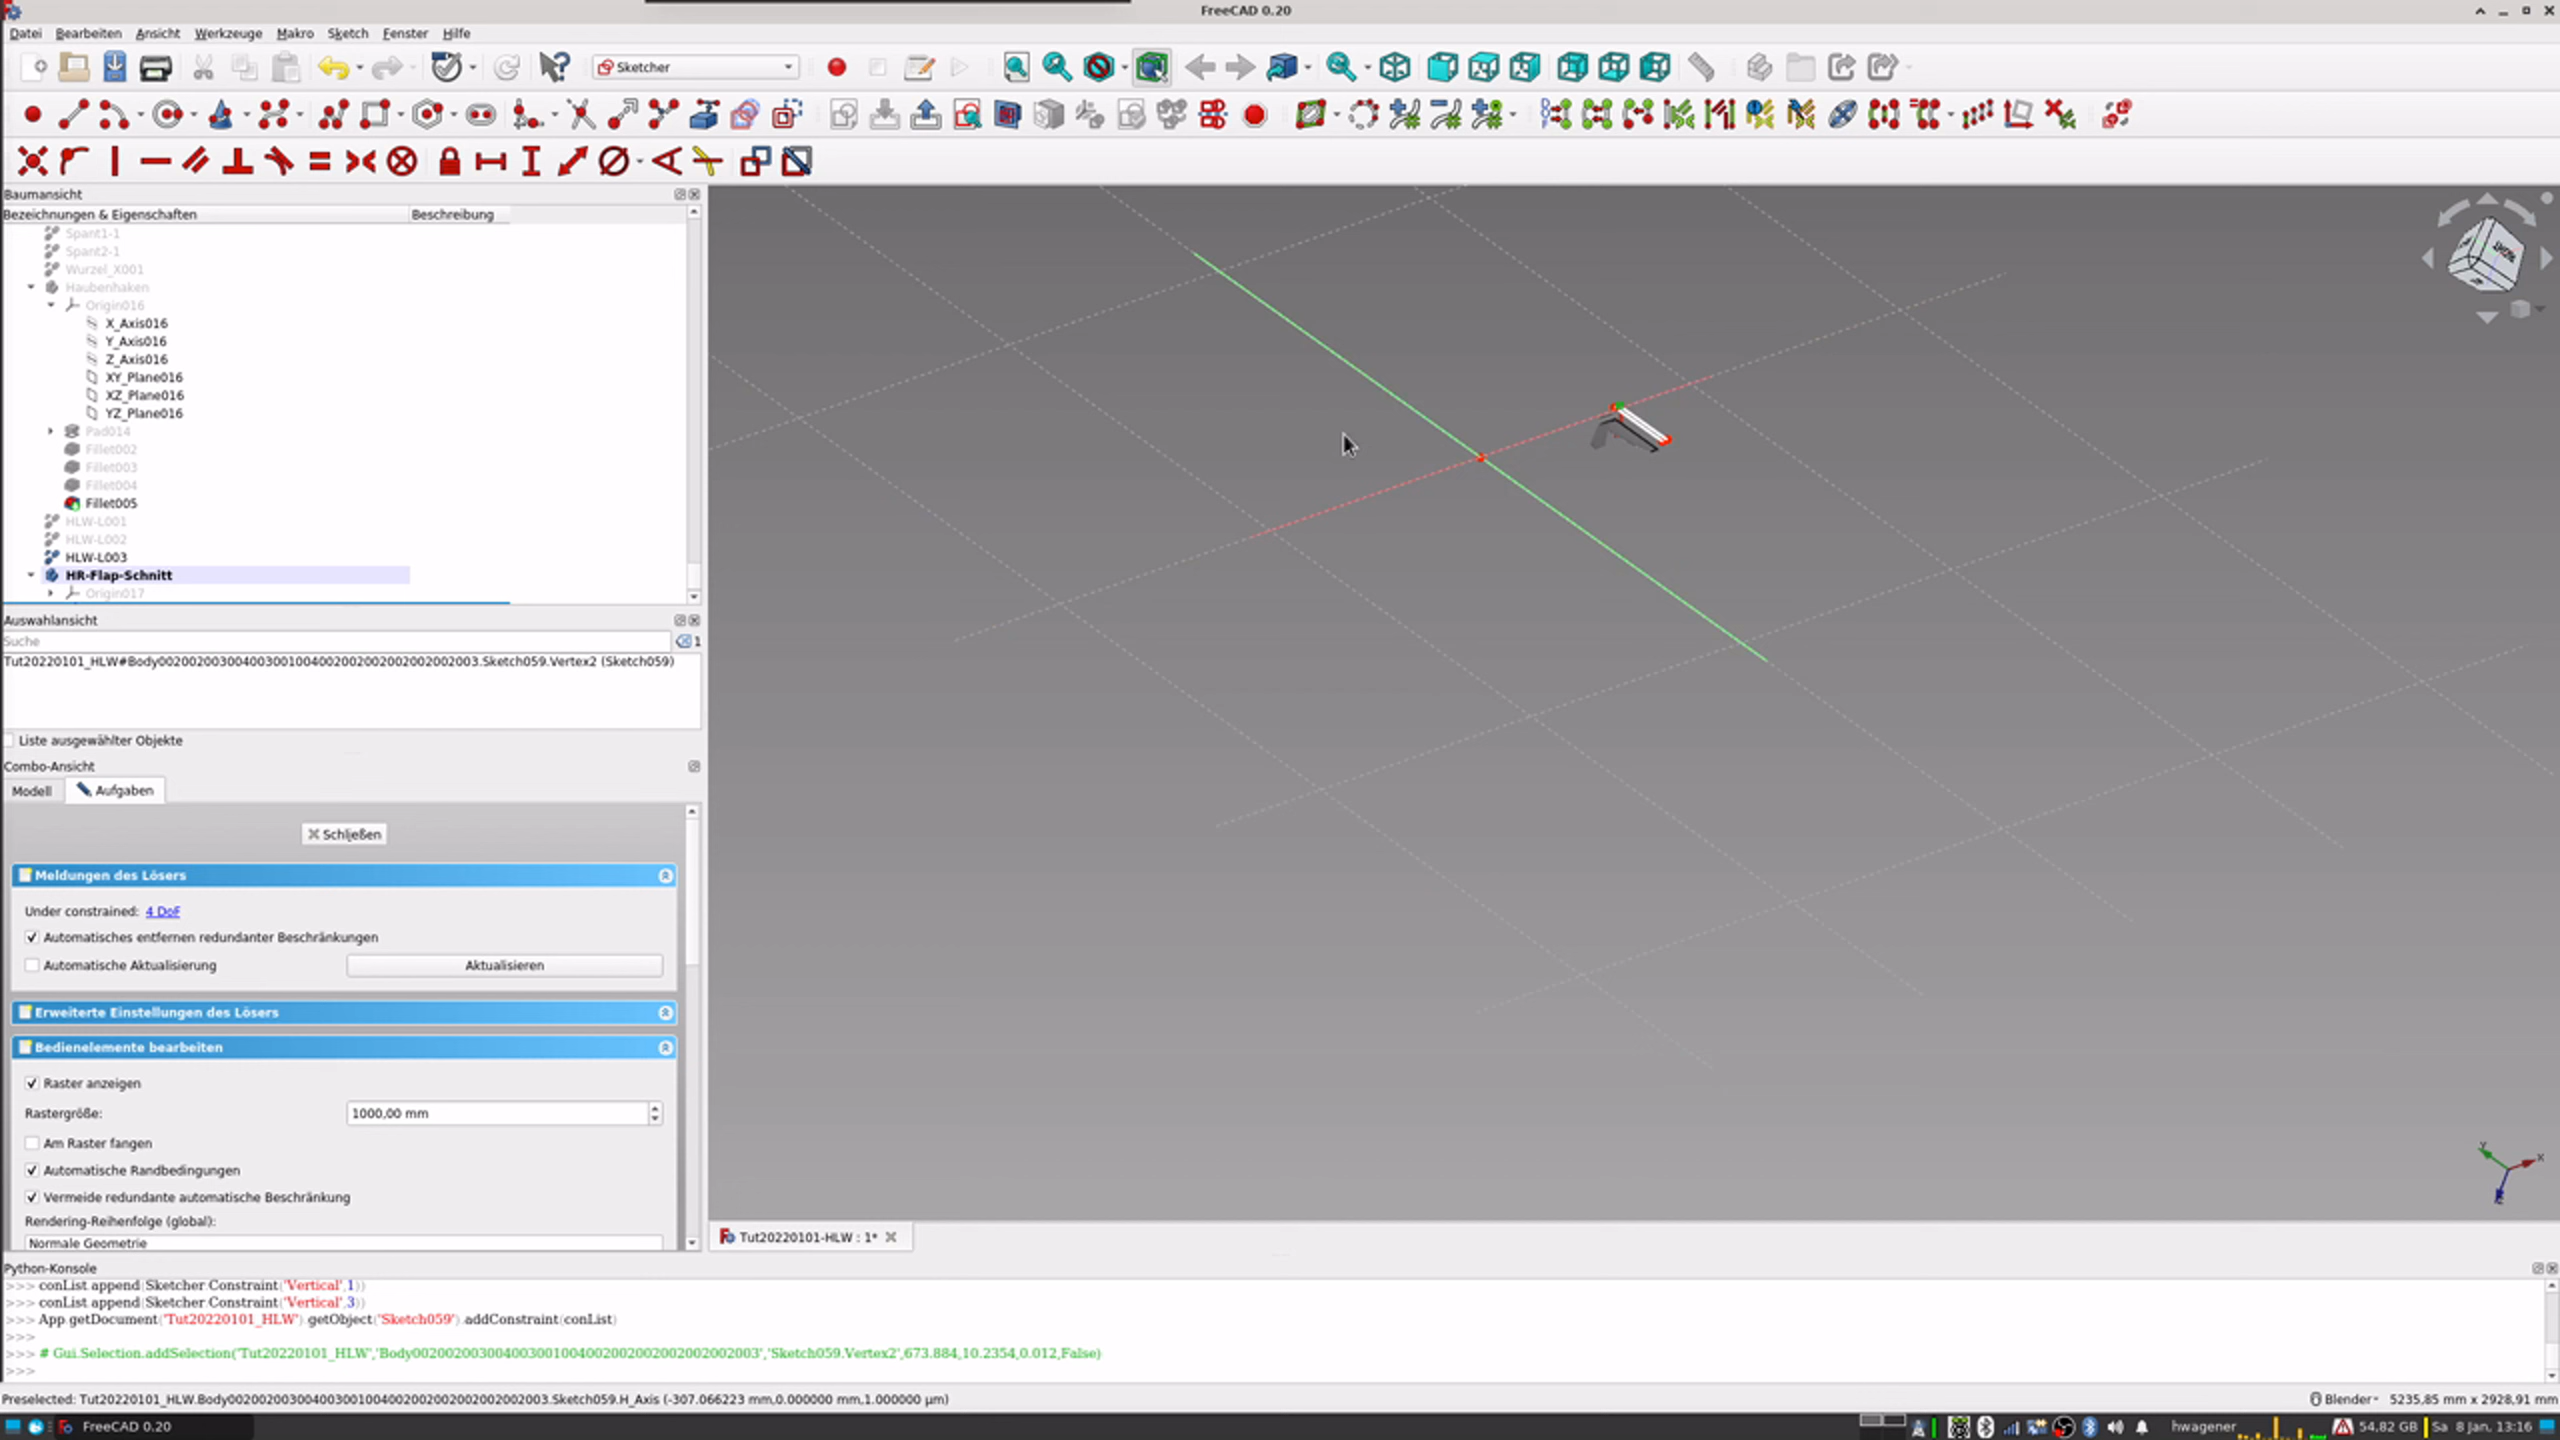 FreeCAD 0.20
Datei Bearbeiten Ansicht Werkzeuge Makro Sketch Fenster Hilfe
Sketcher
Baumansicht
Bezeichnungen & Eigenschaften Beschreibung
Spant1-1
Spant2-1
Wurzel_X001
Haubenhaken
Origin016
X_Axis016
Y_Axis016
Z_Axis016
XY_Plane016
XZ_Plane016
YZ_Plane016
Pad014
Fillet002
Fillet003
Fillet004
Fillet005
HLW-L001
HLW-L002
HLW-L003
HR-Flap-Schnitt
Origin017
Auswahlansicht
Suche
1
Tut20220101_HLW#Body002002003004003001004002002002002002002003.Sketch059.Vertex2 (Sketch059)
Liste ausgewählter Objekte
Combo-Ansicht
Modell Aufgaben
Schließen
Meldungen des Lösers
Under constrained: 4 DoF
Automatisches entfernen redundanter Beschränkungen
Automatische Aktualisierung Aktualisieren
Erweiterte Einstellungen des Lösers
Bedienelemente bearbeiten
Raster anzeigen
Rastergröße: 1000,00 mm
Am Raster fangen
Automatische Randbedingungen
Vermeide redundante automatische Beschränkung
Rendering-Reihenfolge (global):
Normale Geometrie
Y X
Tut20220101-HLW : 1*
Python-Konsole
>>> conList.append(Sketcher.Constraint('Vertical',1))
>>> conList.append(Sketcher.Constraint('Vertical',3))
>>> App.getDocument('Tut20220101_HLW').getObject('Sketch059').addConstraint(conList)
>>>
>>> # Gui.Selection.addSelection('Tut20220101_HLW','Body002002003004003001004002002002002002002003','Sketch059.Vertex2',673.884,10.2354,0.012,False)
>>>
Preselected: Tut20220101_HLW.Body002002003004003001004002002002002002002003.Sketch059.H_Axis (-307.066223 mm,0.000000 mm,1.000000 µm)
Blender 5235,85 mm x 2928,91 mm
FreeCAD 0.20
hwagener 54,82 GB Sa 8 Jan, 13:16